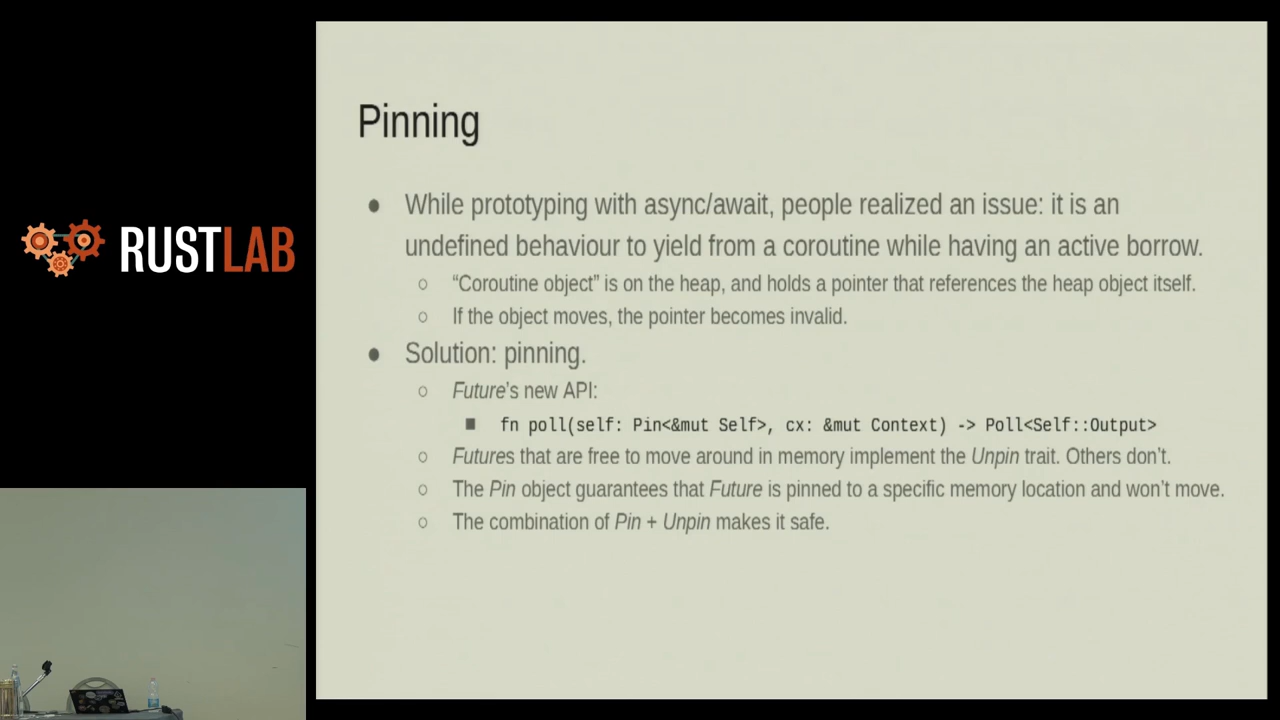 RUSTLAB
Pinning
● While prototyping with async/await, people realized an issue: it is an
undefined behaviour to yield from a coroutine while having an active borrow.
○ “Coroutine object” is on the heap, and holds a pointer that references the heap object itself.
○ If the object moves, the pointer becomes invalid.
● Solution: pinning.
○ Future’s new API:
■ fn poll(self: Pin<&mut Self>, cx: &mut Context) -> Poll<Self::Output>
○ Futures that are free to move around in memory implement the Unpin trait. Others don’t.
○ The Pin object guarantees that Future is pinned to a specific memory location and won’t move.
○ The combination of Pin + Unpin makes it safe.